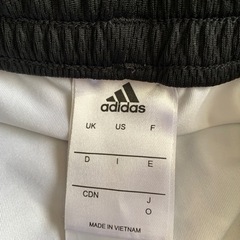 adidas
UK US F
D I E
CDN J
O
MADE IN VIETNAM